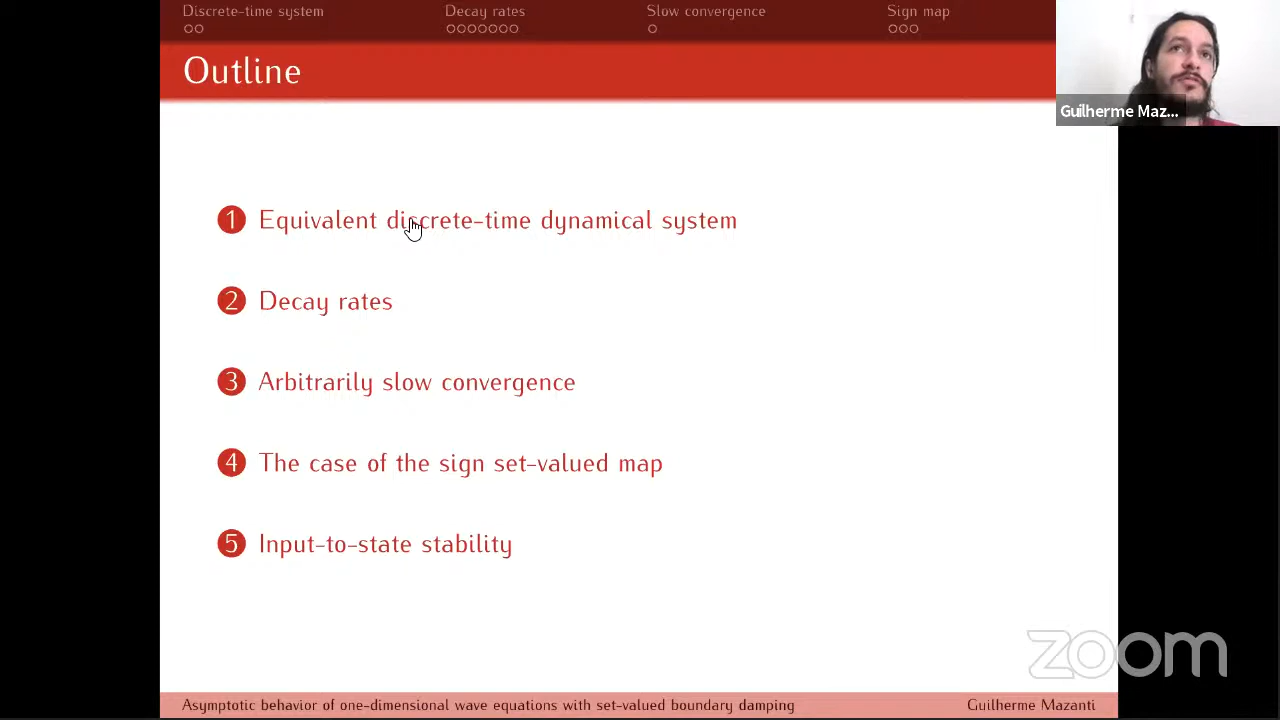 Discrete-time system
Decay rates
Slow convergence
Sign map
Outline
Guilherme Maz...
1 Equivalent discrete-time dynamical system
2 Decay rates
3 Arbitrarily slow convergence
4 The case of the sign set-valued map
5 Input-to-state stability
zoom
Asymptotic behavior of one-dimensional wave equations with set-valued boundary damping
Guilherme Mazanti